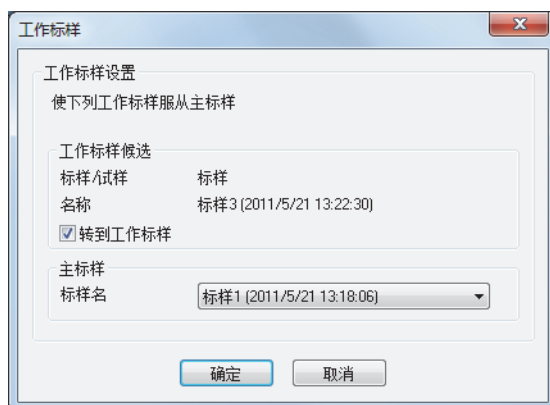 工作标样
工作标样设置
使下列工作标样服从主标样
工作标样候选
标样/试样 标样
名称 标样3 (2011/5/21 13:22:30)
转到工作标样
主标样
标样名 标样1 (2011/5/21 13:18:06)
确定 取消